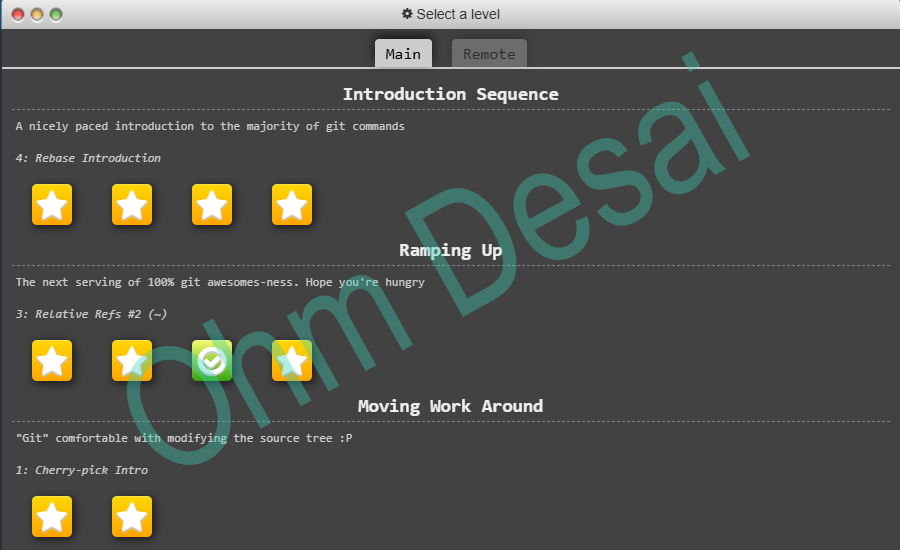 Select a level
Main
Remote
Introduction Sequence
A nicely paced introduction to the majority of git commands
4: Rebase Introduction
Ramping Up
The next serving of 100% git awesomes-ness. Hope you're hungry
3: Relative Refs #2 (~)
Moving Work Around
"Git" comfortable with modifying the source tree :P
1: Cherry-pick Intro
Ohm Desai